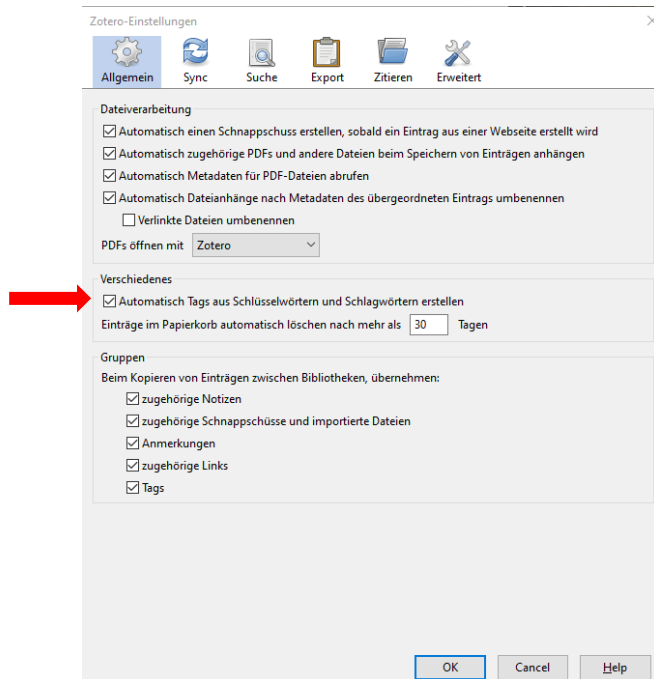 Zotero-Einstellungen
Allgemein Sync Suche Export Zitieren Erweitert
Dateiverarbeitung
Automatisch einen Schnappschuss erstellen, sobald ein Eintrag aus einer Webseite erstellt wird
Automatisch zugehörige PDFs und andere Dateien beim Speichern von Einträgen anhängen
Automatisch Metadaten für PDF-Dateien abrufen
Automatisch Dateianhänge nach Metadaten des übergeordneten Eintrags umbenennen
Verlinkte Dateien umbenennen
PDFs öffnen mit Zotero
Verschiedenes
Automatisch Tags aus Schlüsselwörtern und Schlagwörtern erstellen
Einträge im Papierkorb automatisch löschen nach mehr als 30 Tagen
Gruppen
Beim Kopieren von Einträgen zwischen Bibliotheken, übernehmen:
zugehörige Notizen
zugehörige Schnappschüsse und importierte Dateien
Anmerkungen
zugehörige Links
Tags
OK Cancel Help